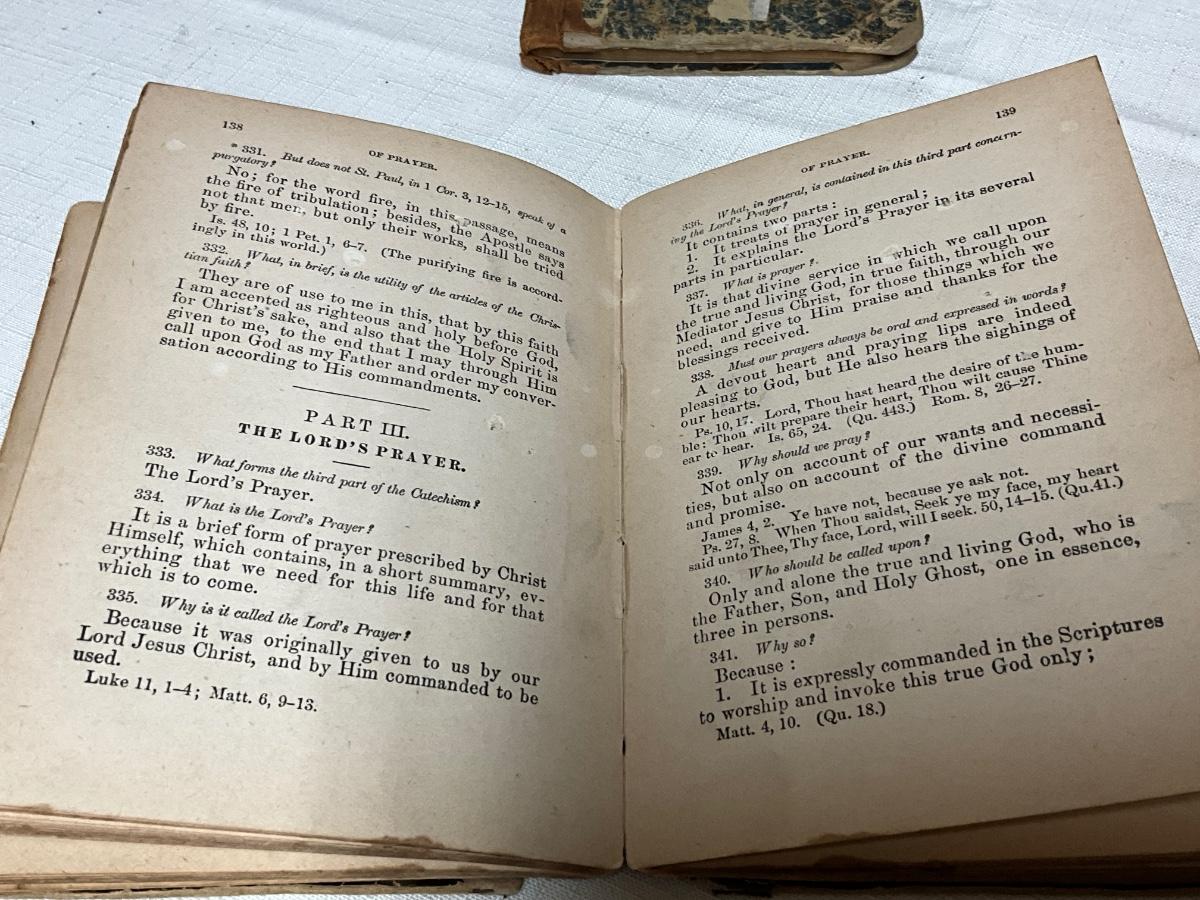 138
OF PRAYER.
* 331. But does not St. Paul, in 1 Cor. 3, 12–15, speak of a
purgatory?
No; for the word fire, in this passage, means
the fire of tribulation; besides, the Apostle says
not that men, but only their works, shall be tried
by fire.
Is. 48, 10; 1 Pet. 1, 6–7. (The purifying fire is accord-
ingly in this world.)
332. What, in brief, is the utility of the articles of the Chris-
tian faith?
They are of use to me in this, that by this faith
I am accented as righteous and holy before God,
for Christ's sake, and also that the Holy Spirit is
given to me, to the end that I may through Him
call upon God as my Father and order my conver-
sation according to His commandments.
PART III.
THE LORD'S PRAYER.
333. What forms the third part of the Catechism?
The Lord's Prayer.
334. What is the Lord's Prayer?
It is a brief form of prayer prescribed by Christ
Himself, which contains, in a short summary, ev-
erything that we need for this life and for that
which is to come.
335. Why is it called the Lord's Prayer?
Because it was originally given to us by our
Lord Jesus Christ, and by Him commanded to be
used.
Luke 11, 1–4; Matt. 6, 9–13.
139
OF PRAYER.
336. What, in general, is contained in this third part concern-
ing the Lord's Prayer?
It contains two parts:
1. It treats of prayer in general;
2. It explains the Lord's Prayer in its several
parts in particular.
337. What is prayer?
It is that divine service in which we call upon
the true and living God, in true faith, through our
Mediator Jesus Christ, for those things which we
need, and give to Him praise and thanks for the
blessings received.
338. Must our prayers always be oral and expressed in words?
A devout heart and praying lips are indeed
pleasing to God, but He also hears the sighings of
our hearts.
Ps. 10, 17. Lord, Thou hast heard the desire of the hum-
ble: Thou wilt prepare their heart, Thou wilt cause Thine
ear to hear. Is. 65, 24. (Qu. 443.) Rom. 8, 26–27.
339. Why should we pray?
Not only on account of our wants and necessi-
ties, but also on account of the divine command
and promise.
James 4, 2. Ye have not, because ye ask not.
Ps. 27, 8. When Thou saidst, Seek ye my face, my heart
said unto Thee, Thy face, Lord, will I seek. 50, 14–15. (Qu. 41.)
340. Who should be called upon?
Only and alone the true and living God, who is
the Father, Son, and Holy Ghost, one in essence,
three in persons.
341. Why so?
Because:
1. It is expressly commanded in the Scriptures
to worship and invoke this true God only;
Matt. 4, 10. (Qu. 18.)